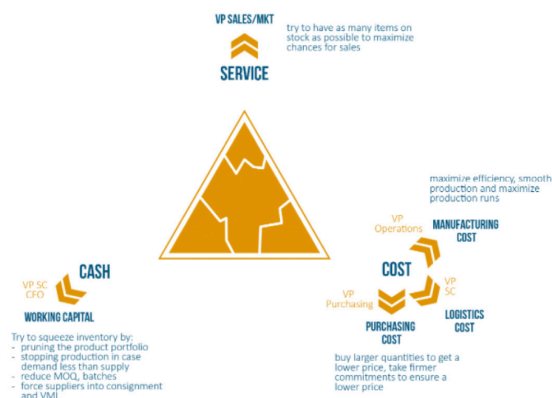 VP SALES/MKT
try to have as many items on
stock as possible to maximize
chances for sales
SERVICE
maximize efficiency, smooth
production and maximize
production runs
VP
Operations
MANUFACTURING
COST
CASH
COST
VP SC
CFO
VP
Purchasing
VP
SC
WORKING CAPITAL
LOGISTICS
COST
PURCHASING
COST
Try to squeeze inventory by:
- pruning the product portfolio
- stopping production in case
demand less than supply
- reduce MOQ, batches
- force suppliers into consignment
and VMI
buy larger quantities to get a
lower price, take firmer
commitments to ensure a
lower price